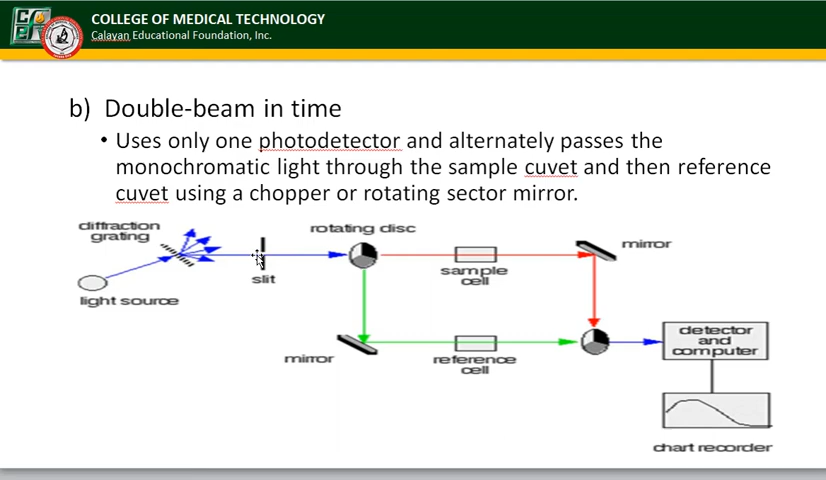 COLLEGE OF MEDICAL TECHNOLOGY
Calayan Educational Foundation, Inc.
b) Double-beam in time
• Uses only one photodetector and alternately passes the
monochromatic light through the sample cuvet and then reference
cuvet using a chopper or rotating sector mirror.
diffraction
grating
rotating disc
mirror
sample
cell
slit
light source
detector
and
computer
mirror
reference
cell
chart recorder